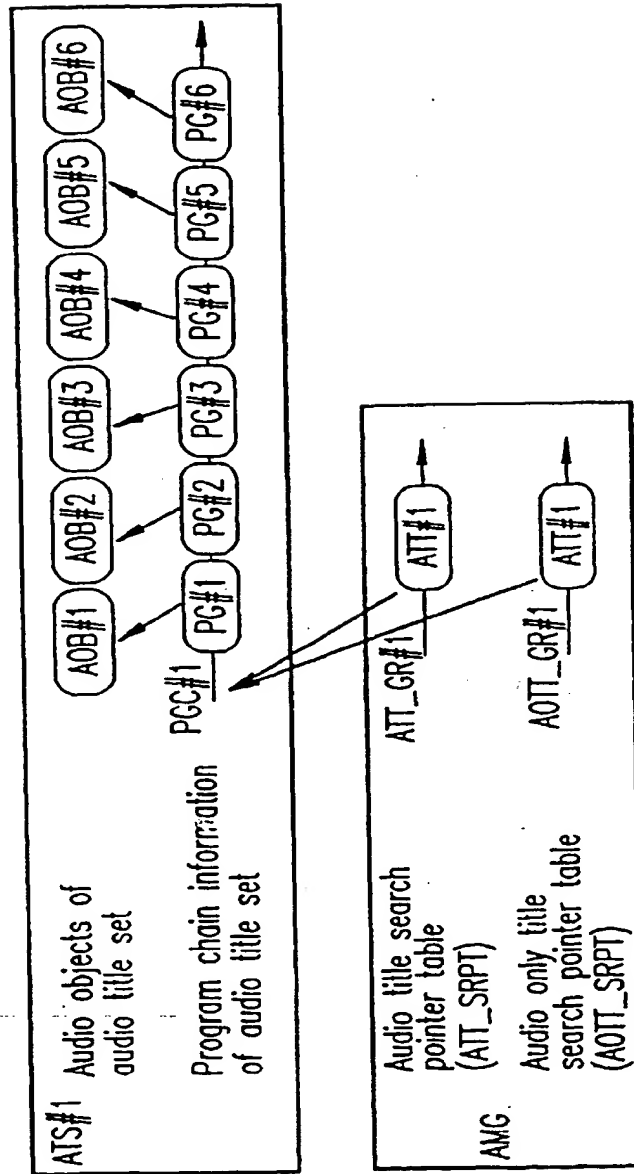 ATS#1
Audio objects of
audio title set
AOB#1 AOB#2 AOB#3 AOB#4 AOB#5 AOB#6
Program chain information
of audio title set
PGC#1
PG#1 PG#2 PG#3 PG#4 PG#5 PG#6
AMG
Audio title search
pointer table
(ATT_SRPT)
ATT_GR#1
ATT#1
Audio only title
search pointer table
(AOTT_SRPT)
AOTT_GR#1
ATT#1